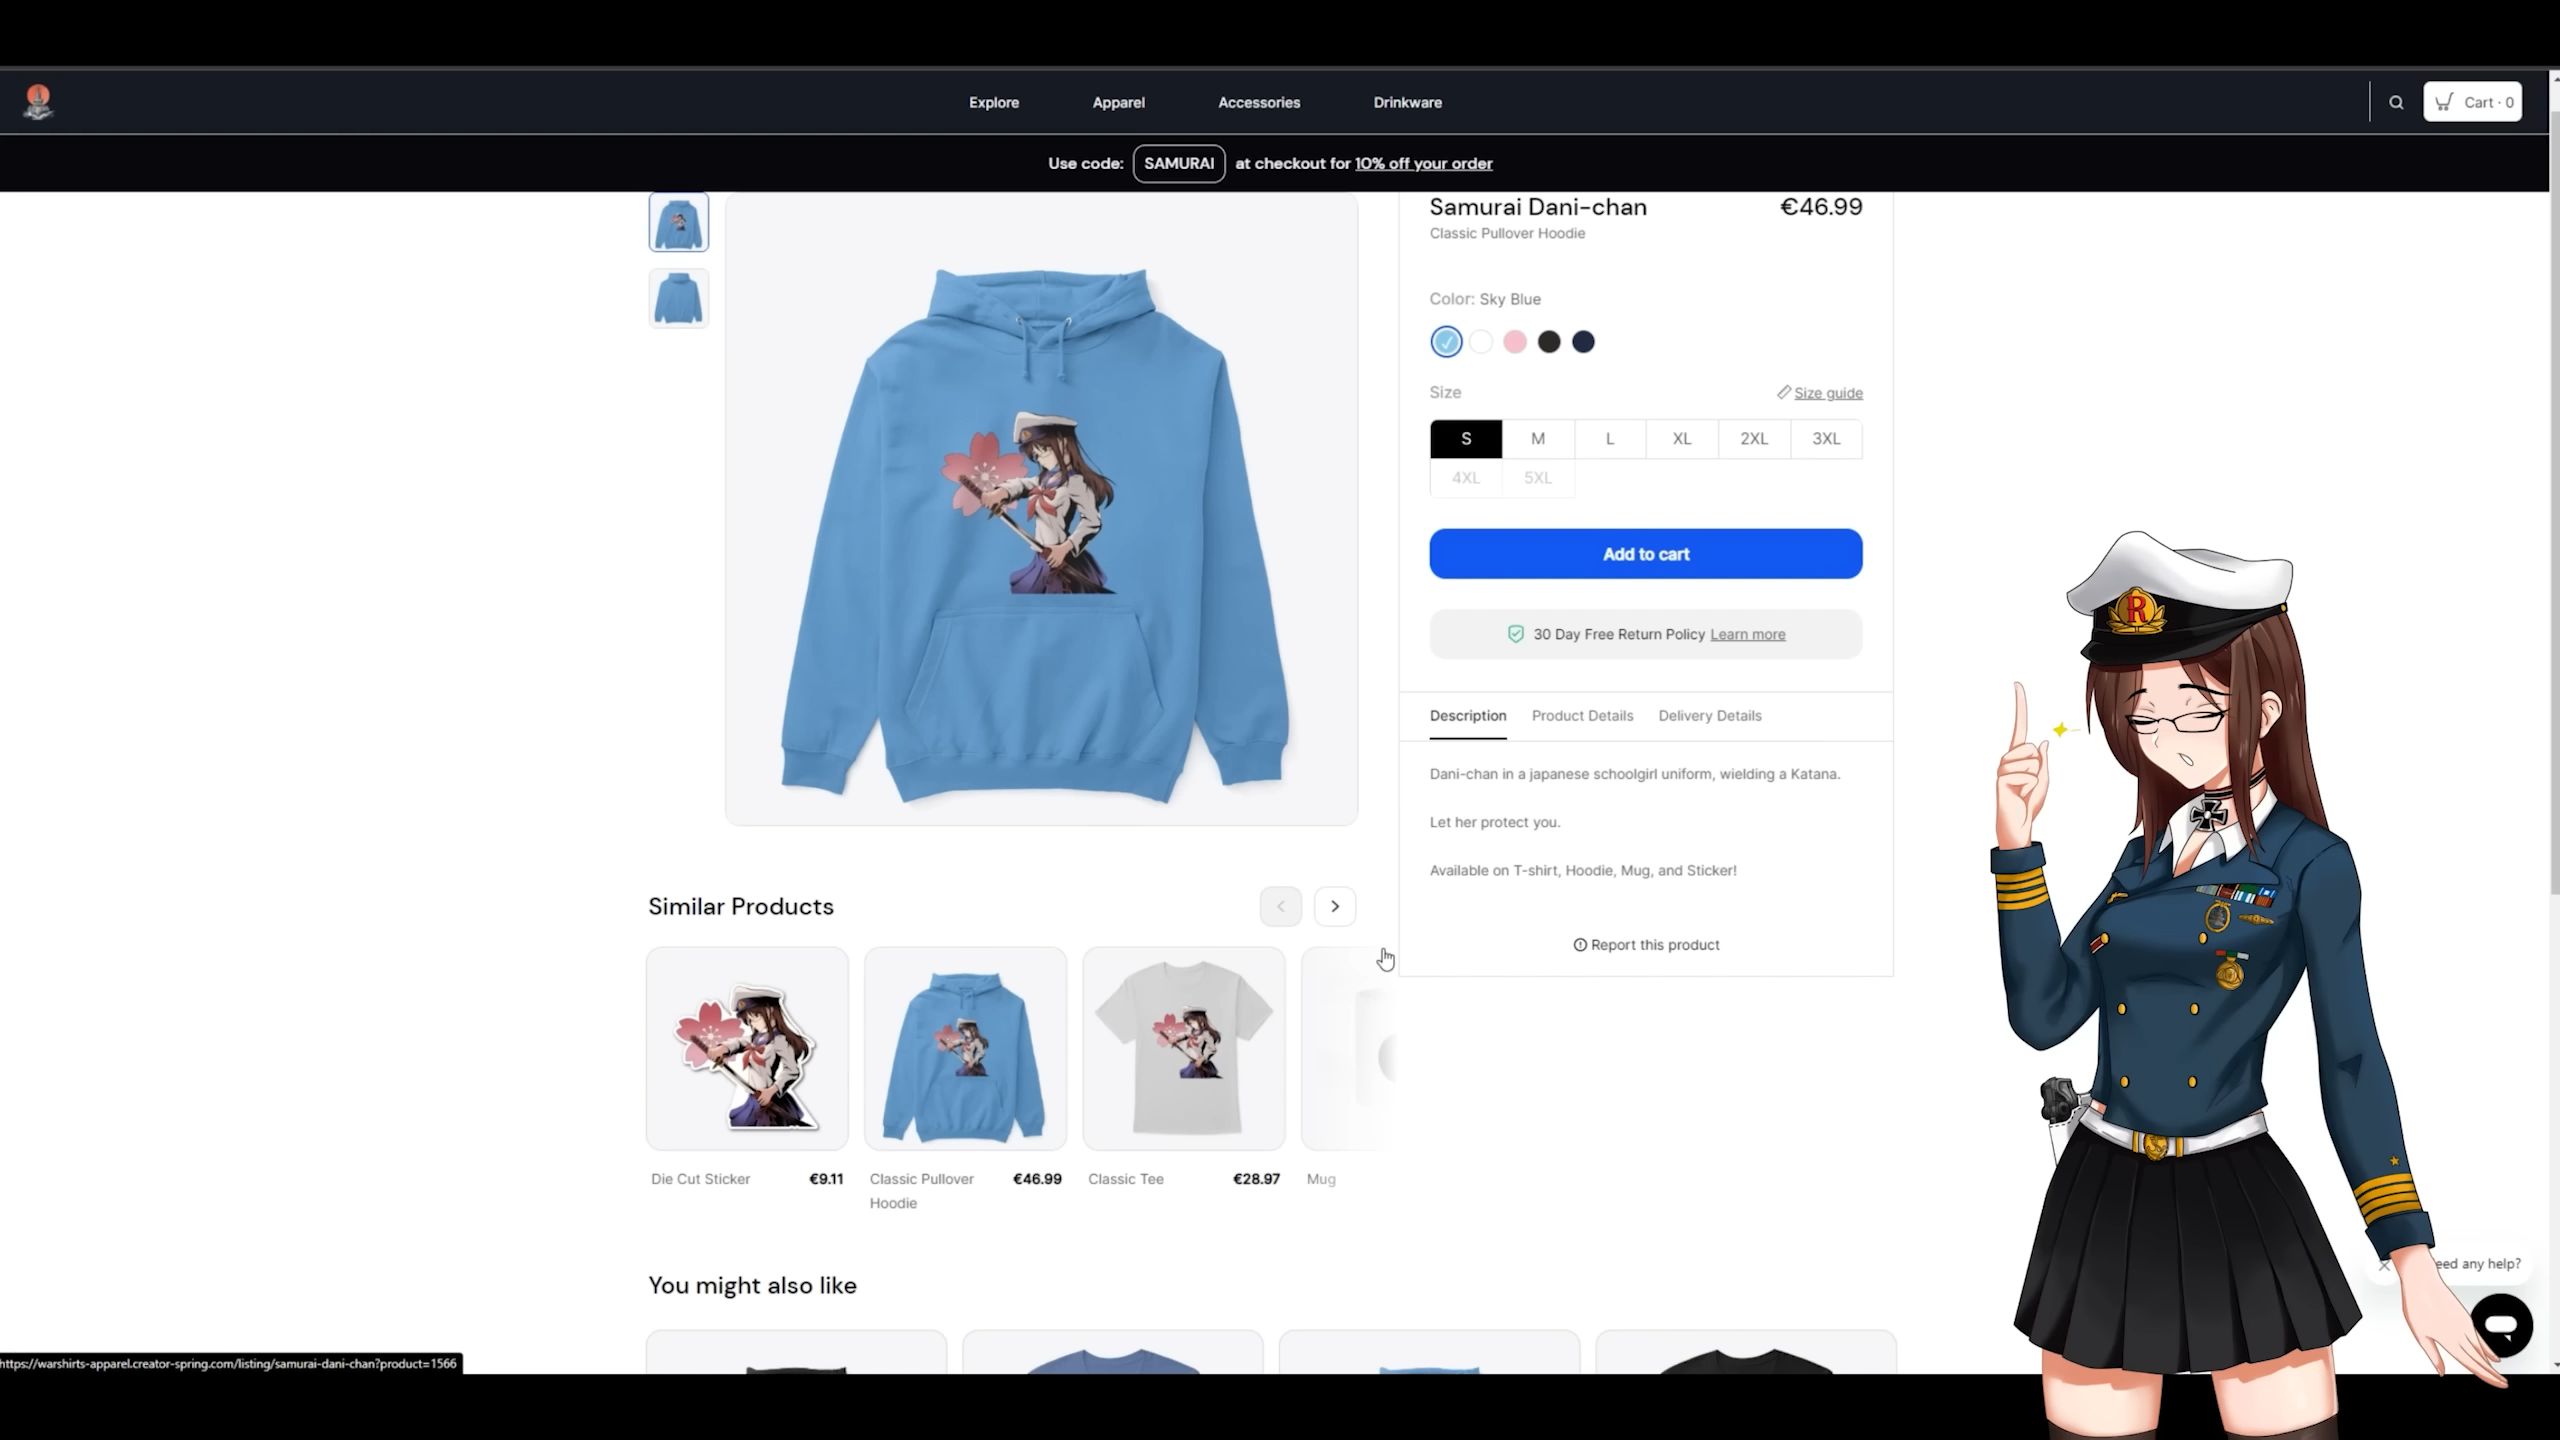 Explore Apparel Accessories Drinkware Cart · 0
Use code: SAMURAI at checkout for 10% off your order
Samurai Dani-chan €46.99
Classic Pullover Hoodie
Color: Sky Blue
Size Size guide
S M L XL 2XL 3XL
4XL 5XL
Add to cart
30 Day Free Return Policy Learn more
Description Product Details Delivery Details
Dani-chan in a japanese schoolgirl uniform, wielding a Katana.
Let her protect you.
Available on T-shirt, Hoodie, Mug, and Sticker!
Report this product
Similar Products
Die Cut Sticker €9.11
Classic Pullover Hoodie €46.99
Classic Tee €28.97
Mug
You might also like
R
eed any help?
https://warshirts-apparel.creator-spring.com/listing/samurai-dani-chan?product=1566